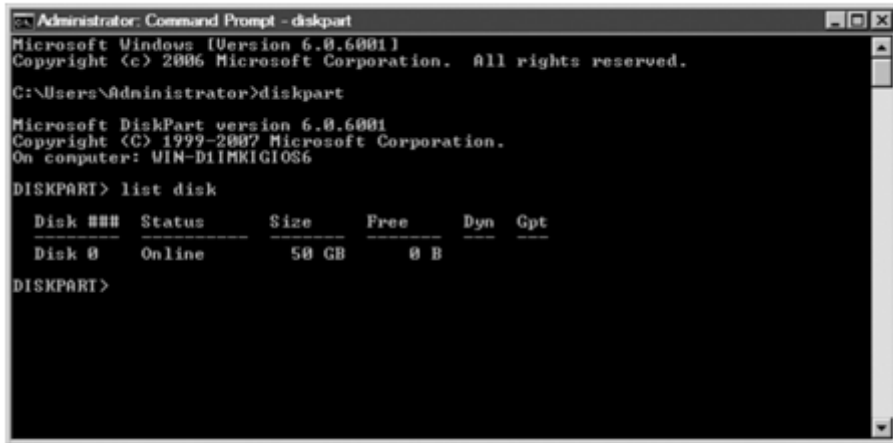 Administrator: Command Prompt - diskpart
Microsoft Windows [Version 6.0.6001]
Copyright (c) 2006 Microsoft Corporation.  All rights reserved.
C:\Users\Administrator>diskpart
Microsoft DiskPart version 6.0.6001
Copyright (C) 1999-2007 Microsoft Corporation.
On computer: WIN-D1IMKIGIOS6
DISKPART> list disk
Disk ###  Status      Size     Free     Dyn  Gpt
--------  ----------  -------  -------  ---  ---
Disk 0    Online        50 GB      0 B
DISKPART>